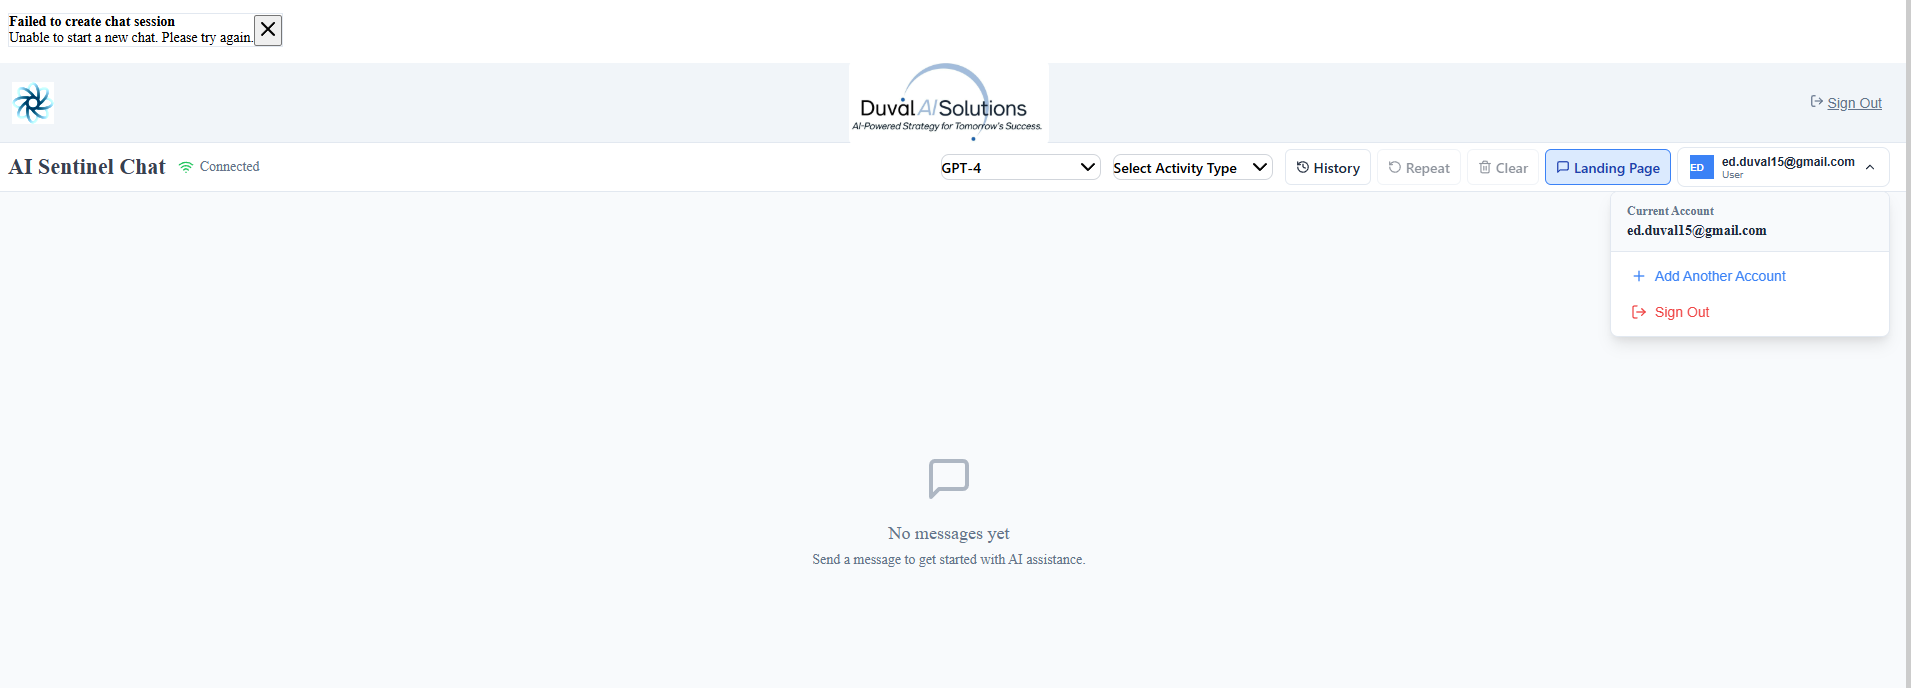 Failed to create chat session
Unable to start a new chat. Please try again.
Duval AI Solutions
AI-Powered Strategy for Tomorrow's Success.
Sign Out
AI Sentinel Chat Connected GPT-4 Select Activity Type History Repeat Clear Landing Page ED ed.duval15@gmail.com
User
Current Account
ed.duval15@gmail.com
Add Another Account
Sign Out
No messages yet
Send a message to get started with AI assistance.